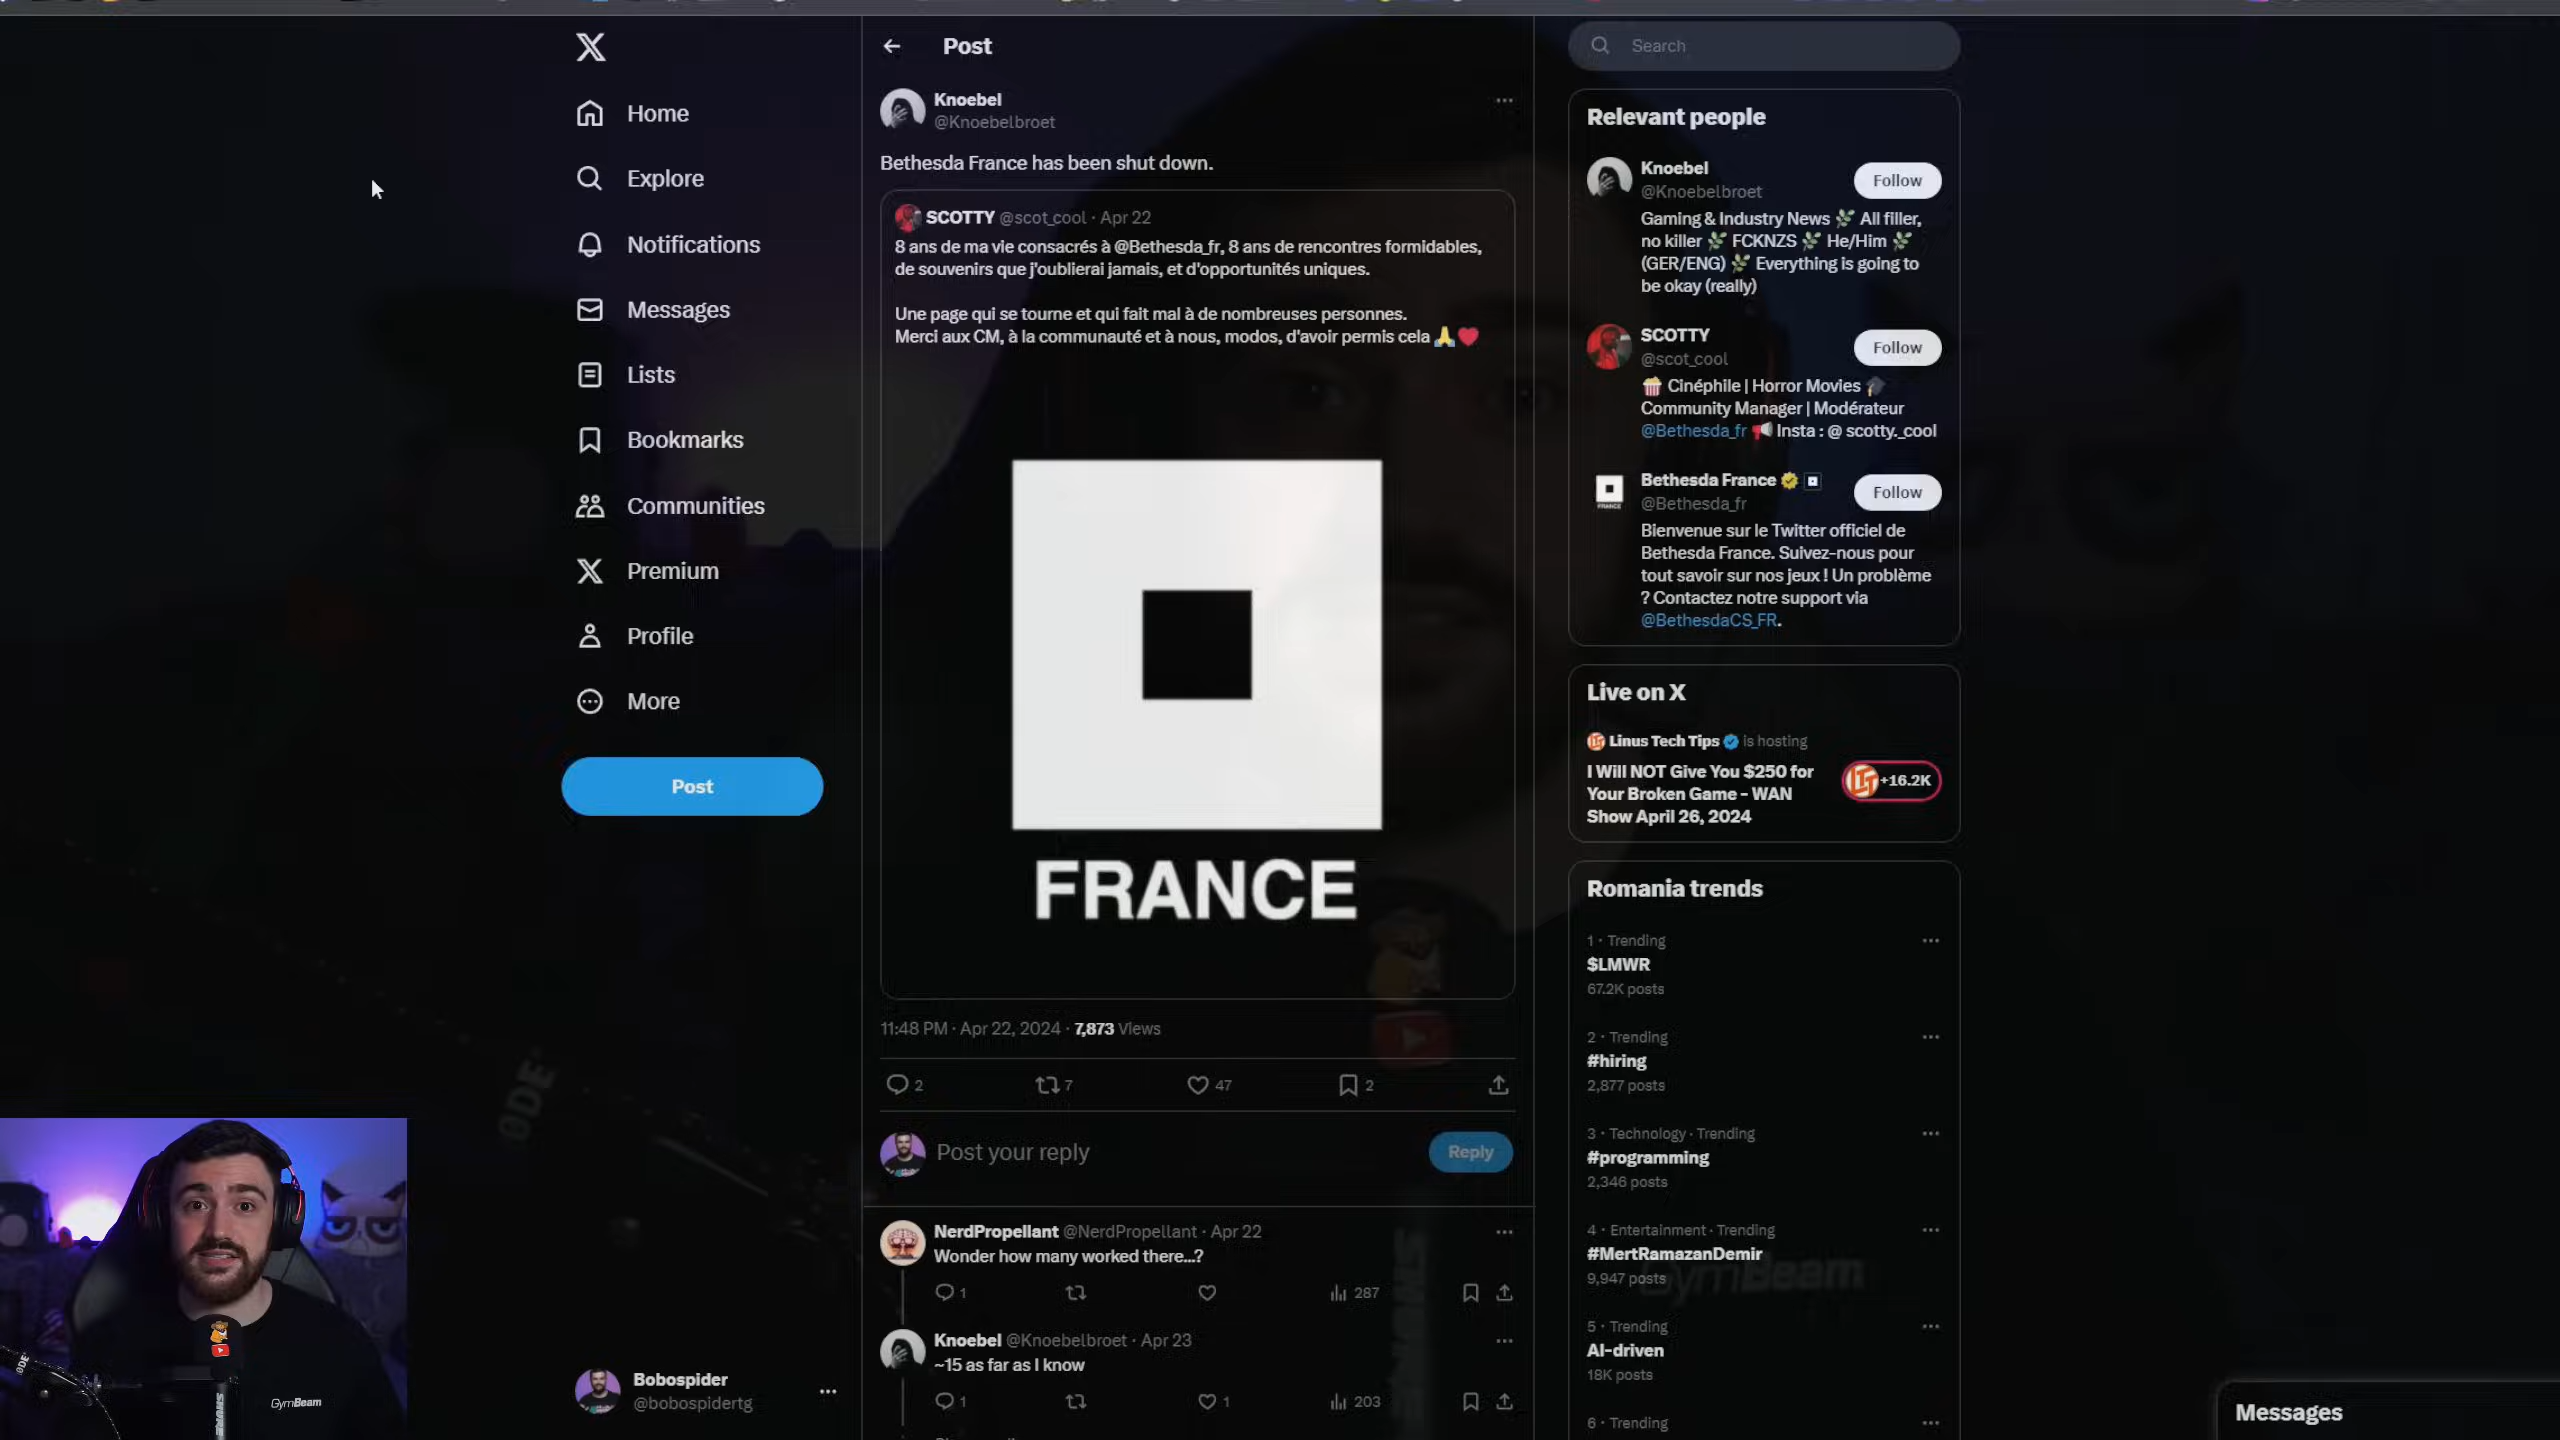 Home
Explore
Notifications
Messages
Lists
Bookmarks
Communities
Premium
Profile
More
Post
Bobospider
@bobospidertg
Post
Knoebel
@Knoebelbroet
Bethesda France has been shut down.
SCOTTY @scot_cool · Apr 22
8 ans de ma vie consacrés à @Bethesda_fr, 8 ans de rencontres formidables,
de souvenirs que j'oublierai jamais, et d'opportunités uniques.
Une page qui se tourne et qui fait mal à de nombreuses personnes.
Merci aux CM, à la communauté et à nous, modos, d'avoir permis cela 🙏❤️
FRANCE
11:48 PM · Apr 22, 2024 · 7,873 Views
2 7 47 2
Post your reply
Reply
NerdPropellant @NerdPropellant · Apr 22
Wonder how many worked there...?
1 287
Knoebel @Knoebelbroet · Apr 23
~15 as far as I know
1 1 203
Search
Relevant people
Knoebel
@Knoebelbroet
Follow
Gaming & Industry News 🌿 All filler,
no killer 🌿 FCKNZS 🌿 He/Him 🌿
(GER/ENG) 🌿 Everything is going to
be okay (really)
SCOTTY
@scot_cool
Follow
🍿 Cinéphile | Horror Movies 🎓
Community Manager | Modérateur
@Bethesda_fr 📢 Insta : @ scotty._cool
Bethesda France
@Bethesda_fr
Follow
FRANCE
Bienvenue sur le Twitter officiel de
Bethesda France. Suivez-nous pour
tout savoir sur nos jeux ! Un problème
? Contactez notre support via
@BethesdaCS_FR.
Live on X
Linus Tech Tips is hosting
I Will NOT Give You $250 for
Your Broken Game - WAN
Show April 26, 2024
+16.2K
Romania trends
1 · Trending
$LMWR
67.2K posts
2 · Trending
#hiring
2,877 posts
3 · Technology · Trending
#programming
2,346 posts
4 · Entertainment · Trending
#MertRamazanDemir
9,947 posts
5 · Trending
AI-driven
18K posts
6 · Trending
Messages
GymBeam
SHURE
GymBeam
SHURE